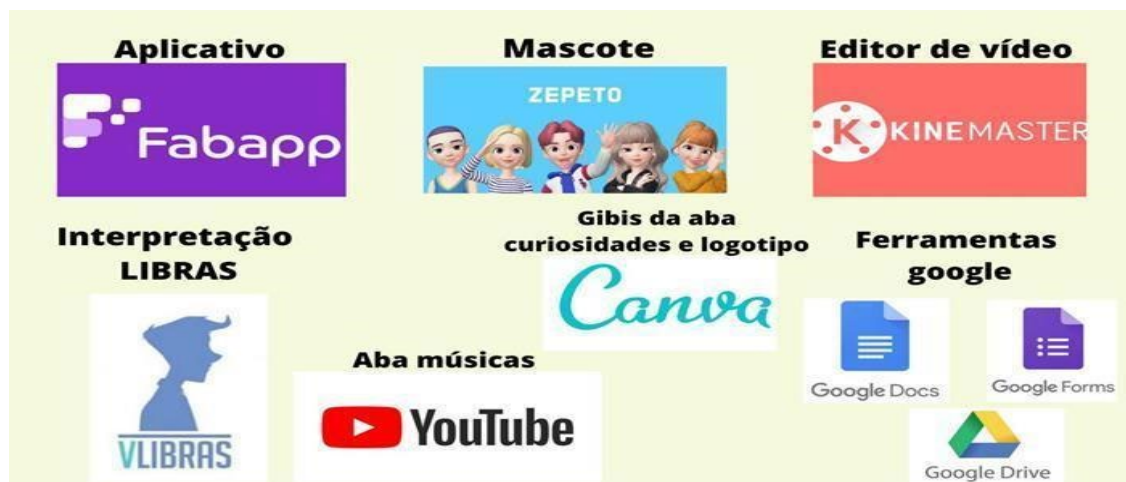 Aplicativo
Fabapp
Mascote
ZEPETO
Editor de vídeo
K KINEMASTER
Interpretação
LIBRAS
VLIBRAS
Gibis da aba
curiosidades e logotipo
Canva
Aba músicas
YouTube
Ferramentas
google
Google Docs
Google Forms
Google Drive